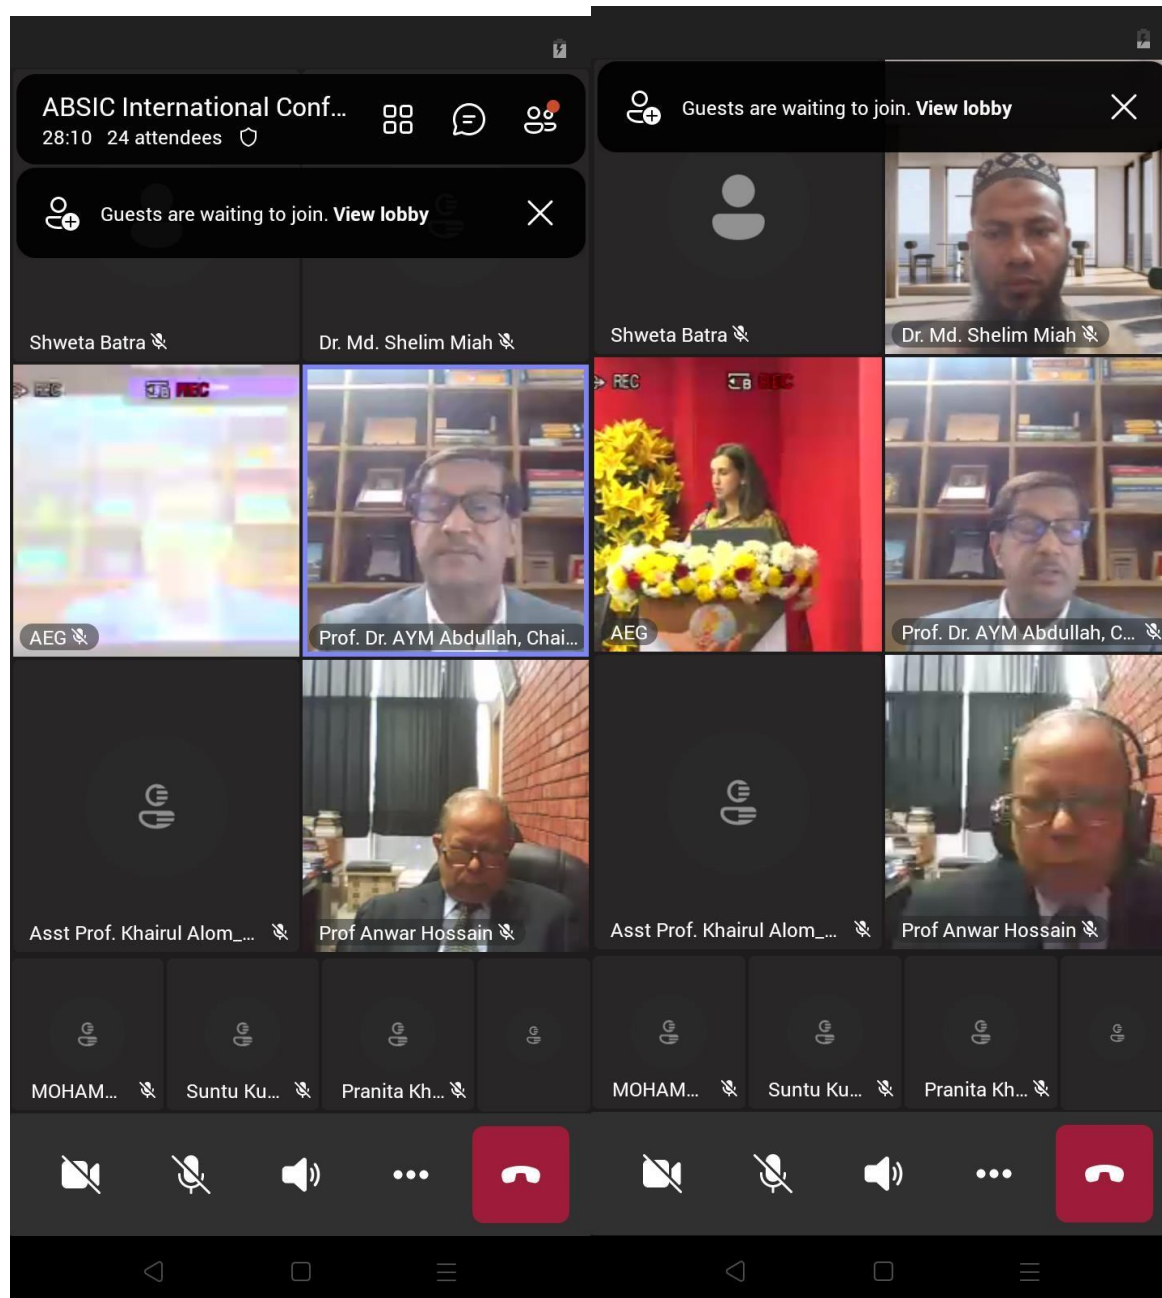 ABSIC International Conf...
28:10 24 attendees
Guests are waiting to join. View lobby
Shweta Batra
Dr. Md. Shelim Miah
REC
B REC
AEG
Prof. Dr. AYM Abdullah, Chai...
Asst Prof. Khairul Alom_...
Prof Anwar Hossain
MOHAM...
Suntu Ku...
Pranita Kh...
Guests are waiting to join. View lobby
Shweta Batra
Dr. Md. Shelim Miah
REC
B REC
AEG
Prof. Dr. AYM Abdullah, C...
Asst Prof. Khairul Alom_...
Prof Anwar Hossain
MOHAM...
Suntu Ku...
Pranita Kh...